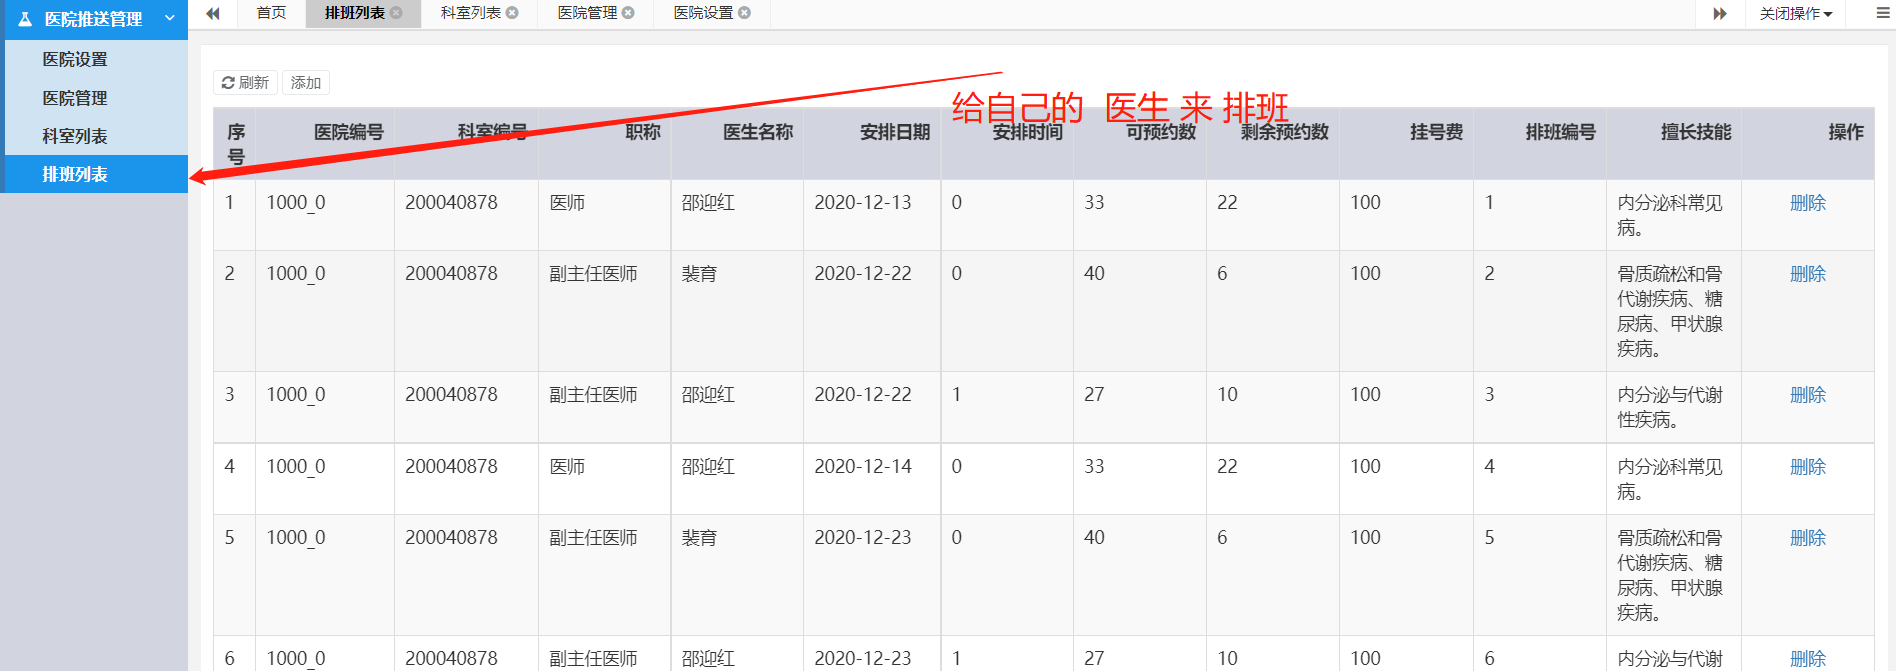 医院推送管理
医院设置
医院管理
科室列表
排班列表
首页 排班列表 科室列表 医院管理 医院设置 关闭操作
刷新 添加
给自己的 医生 来 排班
序号 医院编号 科室编号 职称 医生名称 安排日期 安排时间 可预约数 剩余预约数 挂号费 排班编号 擅长技能 操作
1 1000_0 200040878 医师 邵迎红 2020-12-13 0 33 22 100 1 内分泌科常见 删除
病。
2 1000_0 200040878 副主任医师 裴育 2020-12-22 0 40 6 100 2 骨质疏松和骨 删除
代谢疾病、糖
尿病、甲状腺
疾病。
3 1000_0 200040878 副主任医师 邵迎红 2020-12-22 1 27 10 100 3 内分泌与代谢 删除
性疾病。
4 1000_0 200040878 医师 邵迎红 2020-12-14 0 33 22 100 4 内分泌科常见 删除
病。
5 1000_0 200040878 副主任医师 裴育 2020-12-23 0 40 6 100 5 骨质疏松和骨 删除
代谢疾病、糖
尿病、甲状腺
疾病。
6 1000_0 200040878 副主任医师 邵迎红 2020-12-23 1 27 10 100 6 内分泌与代谢 删除